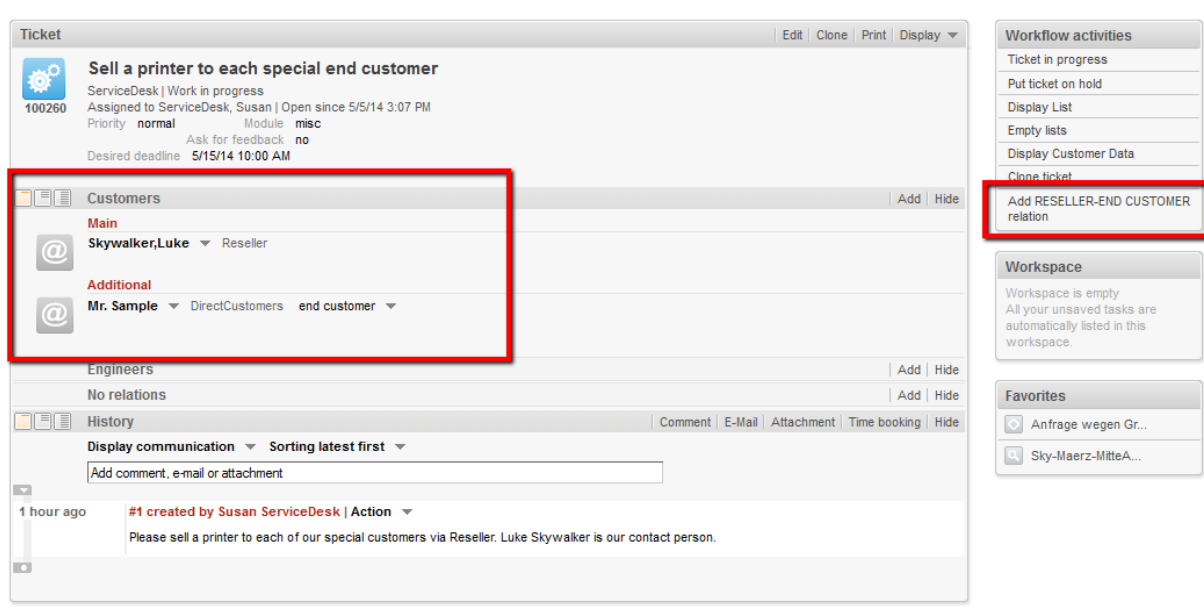 Ticket
Edit Clone Print Display
Sell a printer to each special end customer
ServiceDesk | Work in progress
100260
Assigned to ServiceDesk, Susan | Open since 5/5/14 3:07 PM
Priority normal Module misc
Ask for feedback no
Desired deadline 5/15/14 10:00 AM
Customers
Add Hide
Main
@
Skywalker,Luke Reseller
Additional
@
Mr. Sample DirectCustomers end customer
Engineers
Add Hide
No relations
Add Hide
History
Comment E-Mail Attachment Time booking Hide
Display communication Sorting latest first
Add comment, e-mail or attachment
1 hour ago
#1 created by Susan ServiceDesk | Action
Please sell a printer to each of our special customers via Reseller. Luke Skywalker is our contact person.
Workflow activities
Ticket in progress
Put ticket on hold
Display List
Empty lists
Display Customer Data
Clone ticket
Add RESELLER-END CUSTOMER
relation
Workspace
Workspace is empty
All your unsaved tasks are
automatically listed in this
workspace.
Favorites
Anfrage wegen Gr...
Sky-Maerz-MitteA...